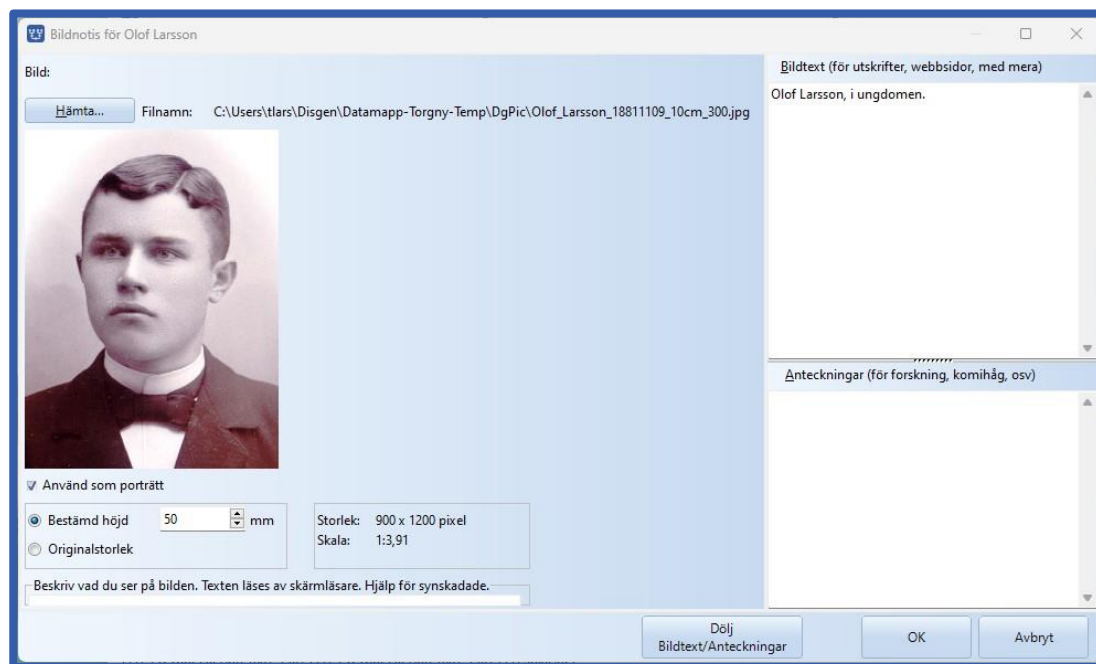 Bildnotis för Olof Larsson
Bild:
Hämta...
Filnamn: C:\Users\tlars\Disgen\Datamapp-Torgny-Temp\DgPic\Olof_Larsson_18811109_10cm_300.jpg
Använd som porträtt
Bestämd höjd 50 mm
Originalstorlek
Storlek: 900 x 1200 pixel
Skala: 1:3,91
Beskriv vad du ser på bilden. Texten läses av skärmläsare. Hjälp för synskadade.
Bildtext (för utskrifter, webbsidor, med mera)
Olof Larsson, i ungdomen.
Anteckningar (för forskning, komihåg, osv)
Dölj
Bildtext/Anteckningar
OK
Avbryt